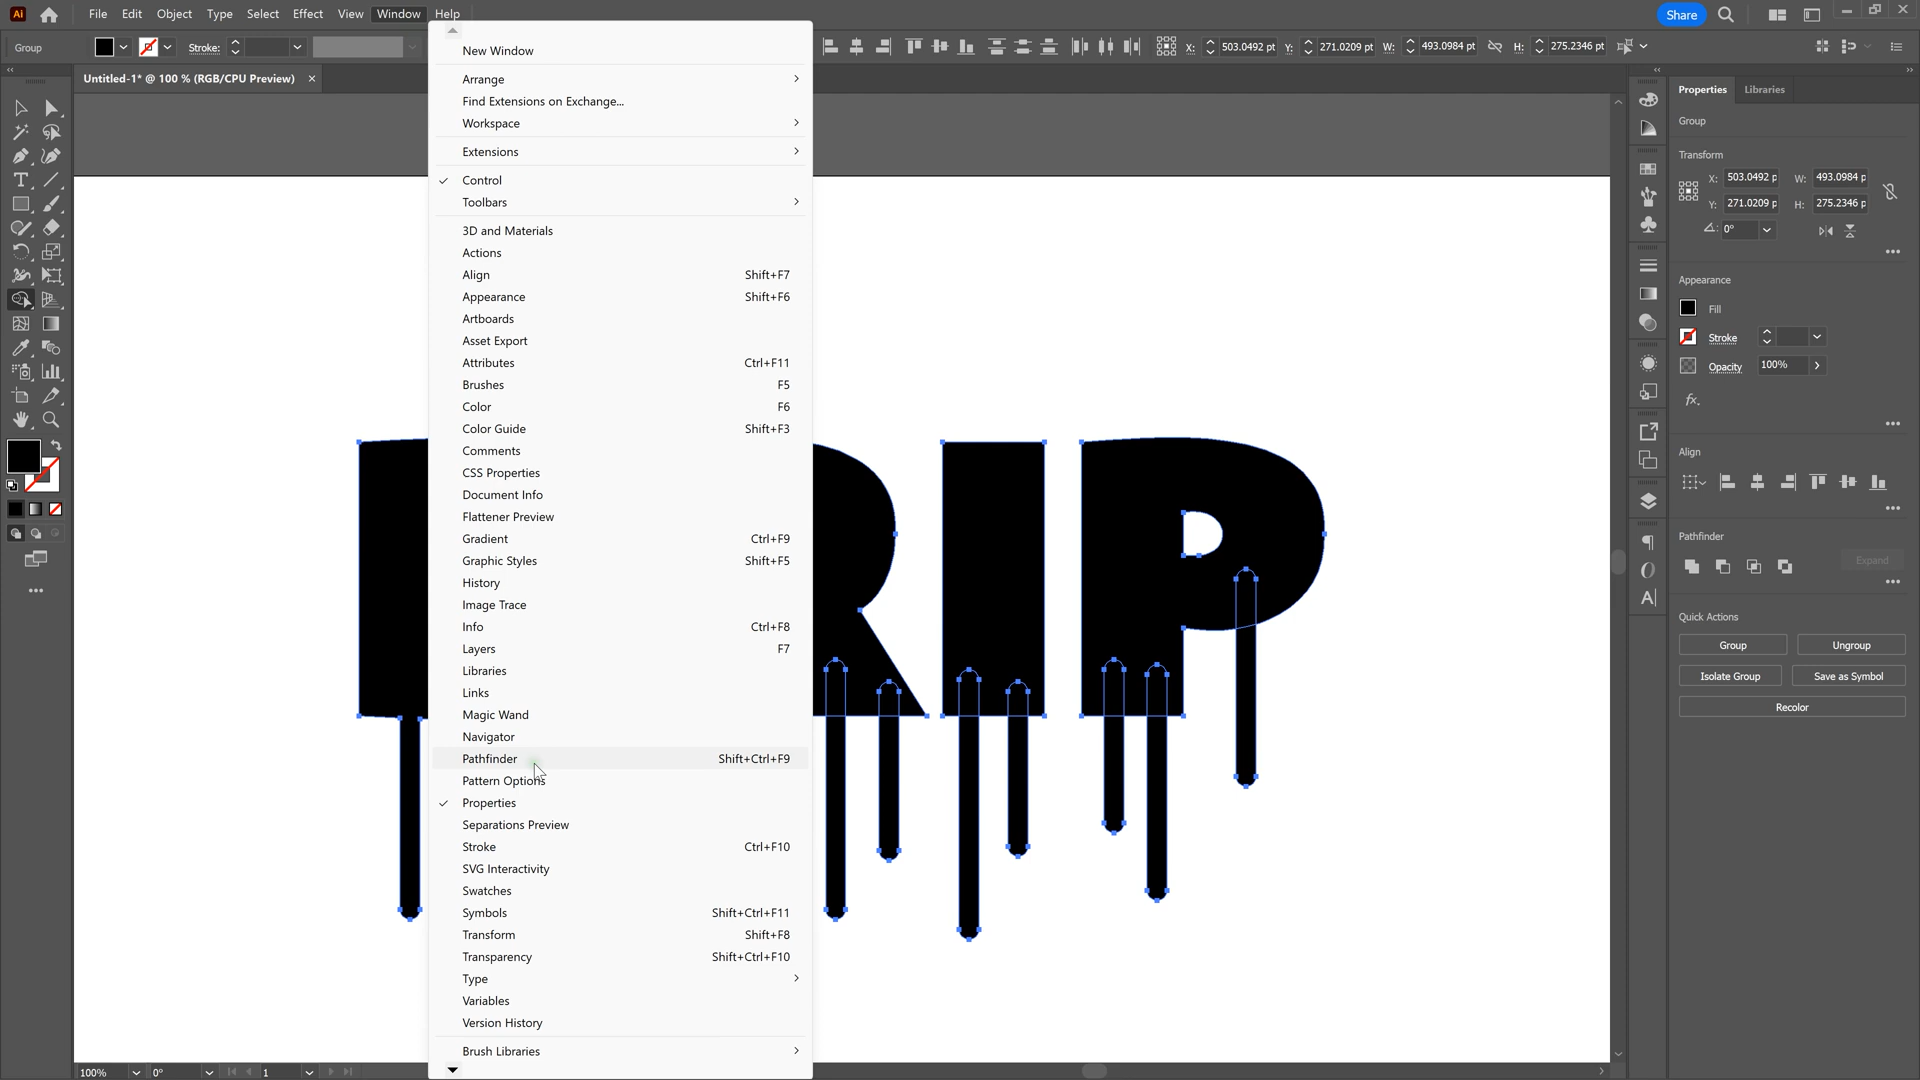 Ai File Edit Object Type Select Effect View Window Help Share
Group Stroke: X: 503.0492 pt Y: 271.0209 pt W: 493.0984 pt H: 275.2346 pt
Untitled-1* @ 100 % (RGB/CPU Preview) ×
New Window
Arrange
Find Extensions on Exchange...
Workspace
Extensions
Control
Toolbars
3D and Materials
Actions
Align Shift+F7
Appearance Shift+F6
Artboards
Asset Export
Attributes Ctrl+F11
Brushes F5
Color F6
Color Guide Shift+F3
Comments
CSS Properties
Document Info
Flattener Preview
Gradient Ctrl+F9
Graphic Styles Shift+F5
History
Image Trace
Info Ctrl+F8
Layers F7
Libraries
Links
Magic Wand
Navigator
Pathfinder Shift+Ctrl+F9
Pattern Options
Properties
Separations Preview
Stroke Ctrl+F10
SVG Interactivity
Swatches
Symbols Shift+Ctrl+F11
Transform Shift+F8
Transparency Shift+Ctrl+F10
Type
Variables
Version History
Brush Libraries
RIP
Properties Libraries
Group
Transform
X: 503.0492 p W: 493.0984 p
Y: 271.0209 p H: 275.2346 p
0°
Appearance
Fill
Stroke
Opacity 100%
fx.
Align
Pathfinder
Expand
Quick Actions
Group Ungroup
Isolate Group Save as Symbol
Recolor
100% 0° 1